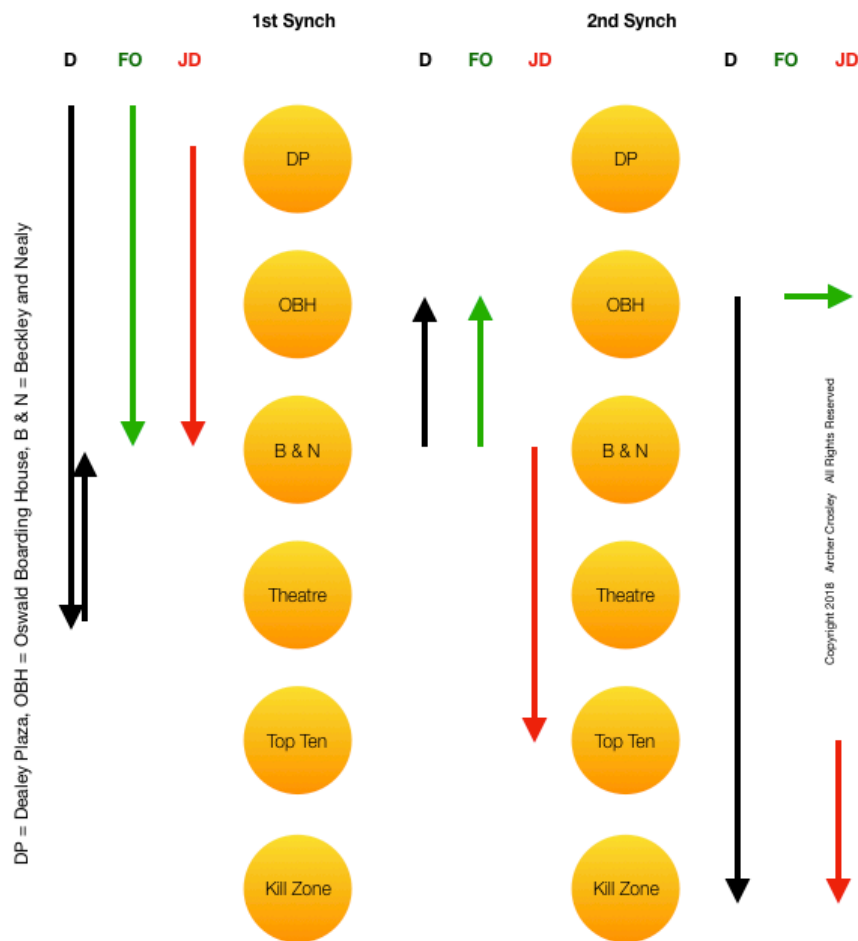 1st Synch
2nd Synch
D
FO
JD
D
FO
JD
D
FO
JD
DP
DP
OBH
OBH
B & N
B & N
Theatre
Theatre
Top Ten
Top Ten
Kill Zone
Kill Zone
DP = Dealey Plaza, OBH = Oswald Boarding House, B & N = Beckley and Nealy
Copyright 2018 Archer Crosley All Rights Reserved